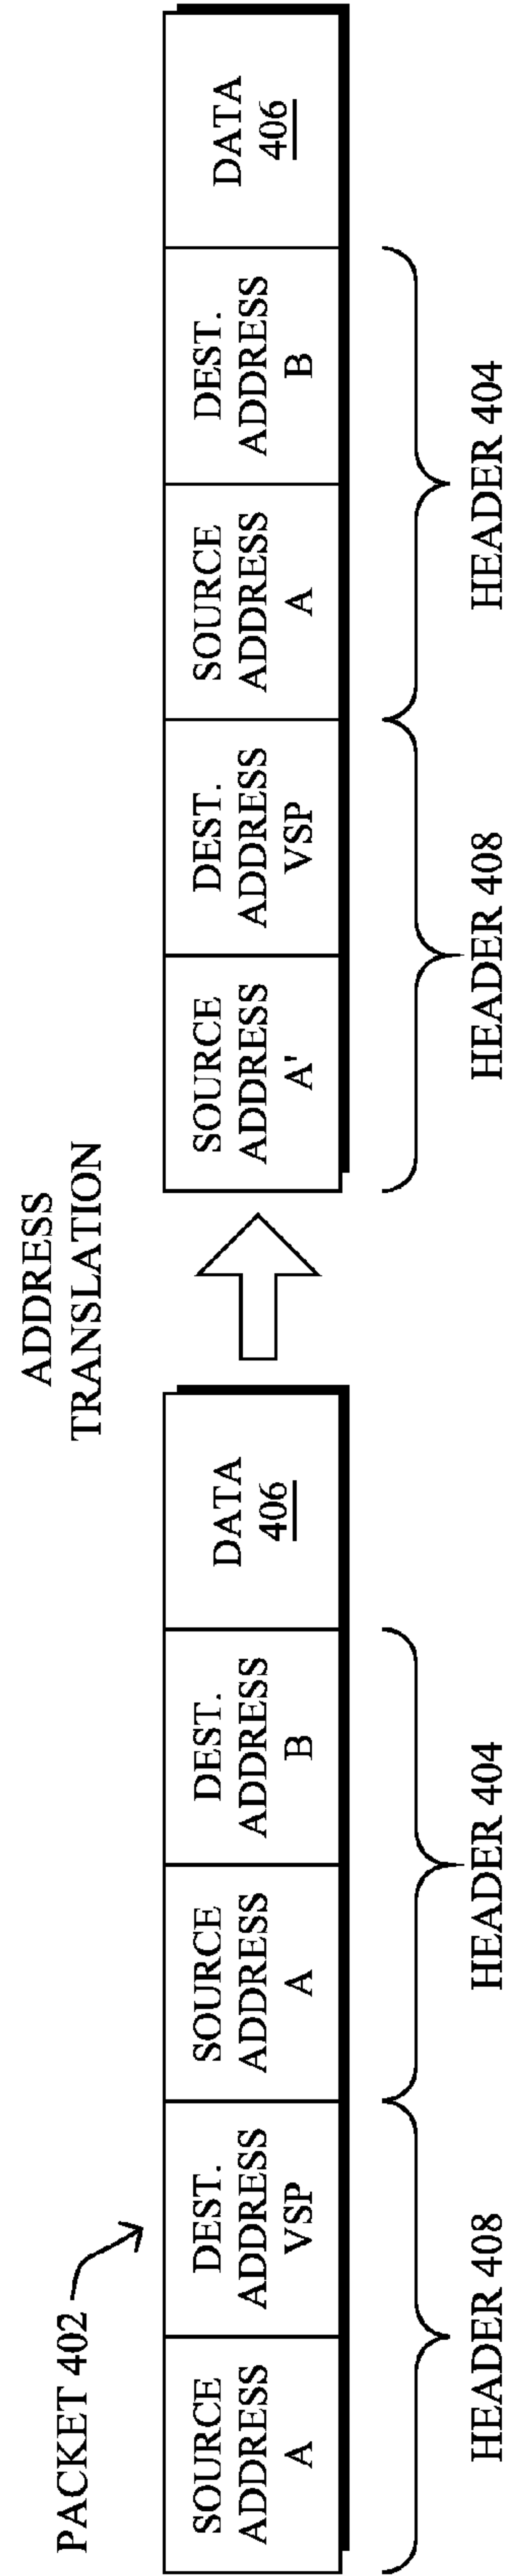 PACKET 402
SOURCE
ADDRESS
A
DEST.
ADDRESS
VSP
SOURCE
ADDRESS
A
DEST.
ADDRESS
B
DATA
406
HEADER 408
HEADER 404
ADDRESS
TRANSLATION
SOURCE
ADDRESS
A'
DEST.
ADDRESS
VSP
SOURCE
ADDRESS
A
DEST.
ADDRESS
B
DATA
406
HEADER 408
HEADER 404